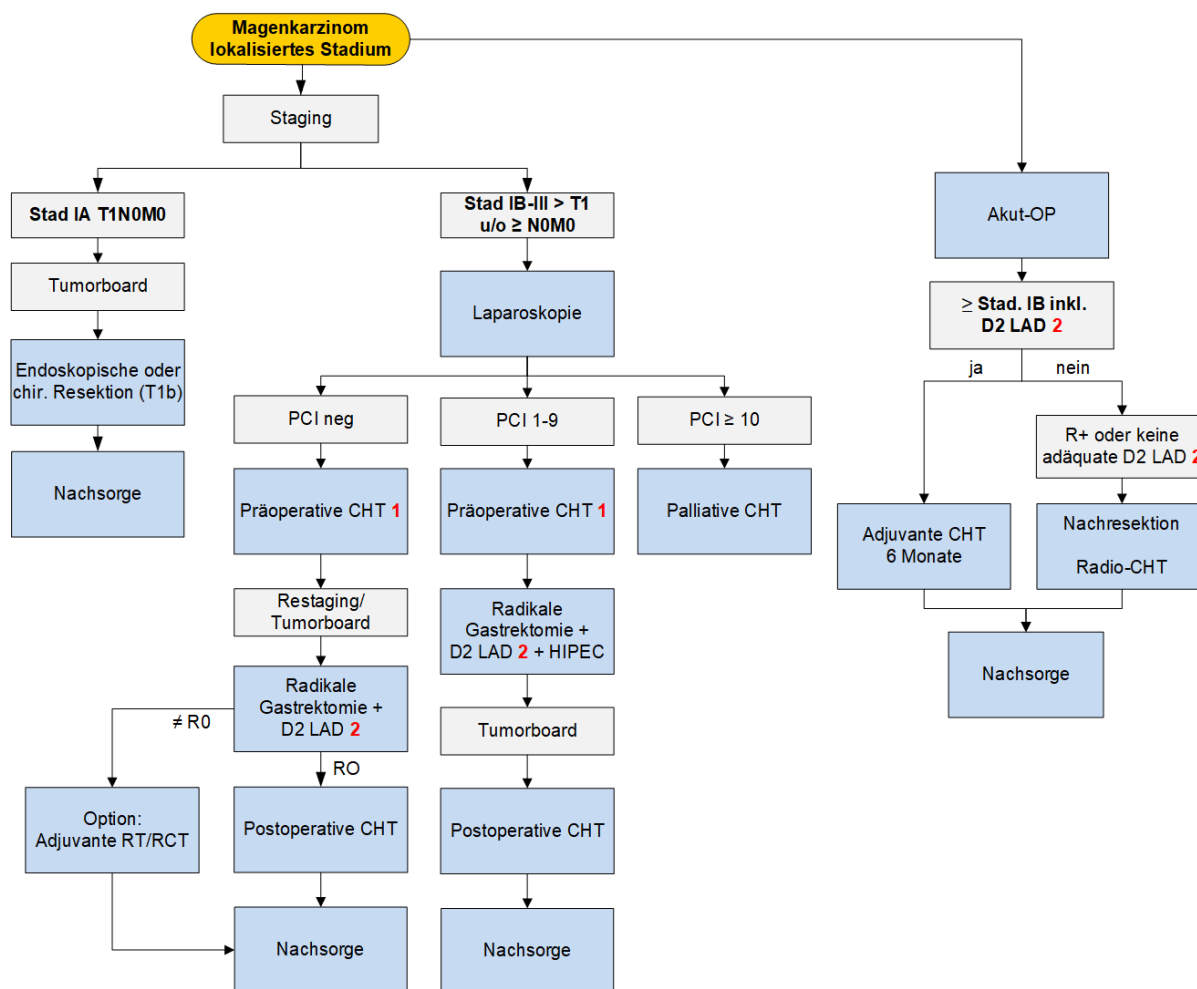 Magenkarzinom
lokalisiertes Stadium
Staging
Stad IA T1N0M0
Tumorboard
Endoskopische oder
chir. Resektion (T1b)
Nachsorge
Stad IB-III > T1
u/o ≥ N0M0
Laparoskopie
PCI neg
PCI 1-9
PCI ≥ 10
Präoperative CHT 1
Präoperative CHT 1
Palliative CHT
Restaging/
Tumorboard
Radikale
Gastrektomie +
D2 LAD 2
≠ R0
RO
Option:
Adjuvante RT/RCT
Postoperative CHT
Nachsorge
Radikale
Gastrektomie +
D2 LAD 2 + HIPEC
Tumorboard
Postoperative CHT
Nachsorge
Akut-OP
≥ Stad. IB inkl.
D2 LAD 2
ja
nein
R+ oder keine
adäquate D2 LAD 2
Adjuvante CHT
6 Monate
Nachresektion
Radio-CHT
Nachsorge